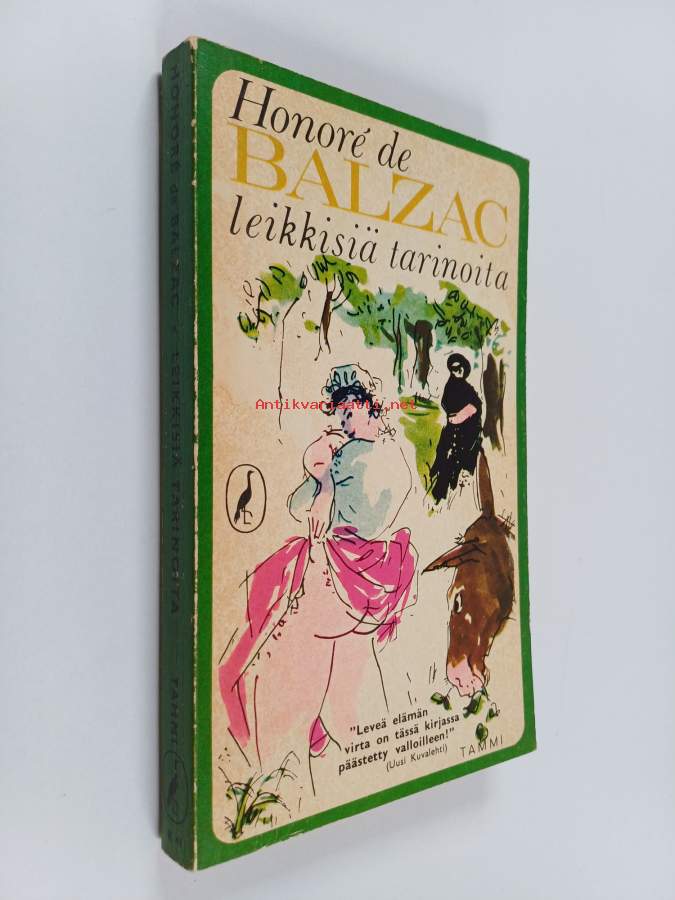 Honoré de
BALZAC
leikkisiä tarinoita
Antikvariaatti.net
"Leveä elämän
virta on tässä kirjassa
päästetty valloilleen!"
(Uusi Kuvalehti)
TAMMI
HONORÉ de BALZAC / LEIKKISIÄ TARINOITA TAMMI